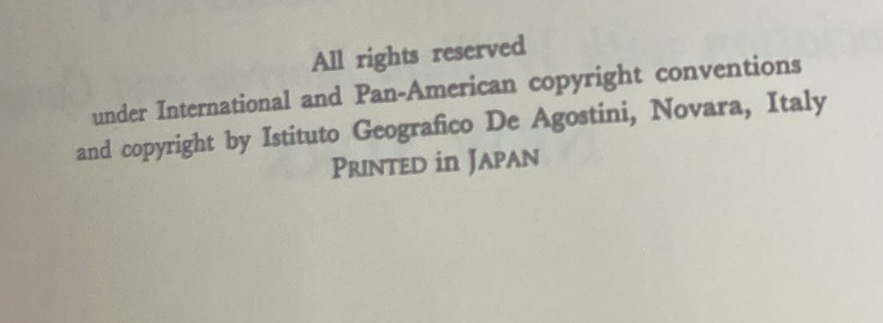 All rights reserved
under International and Pan-American copyright conventions
and copyright by Istituto Geografico De Agostini, Novara, Italy
PRINTED in JAPAN